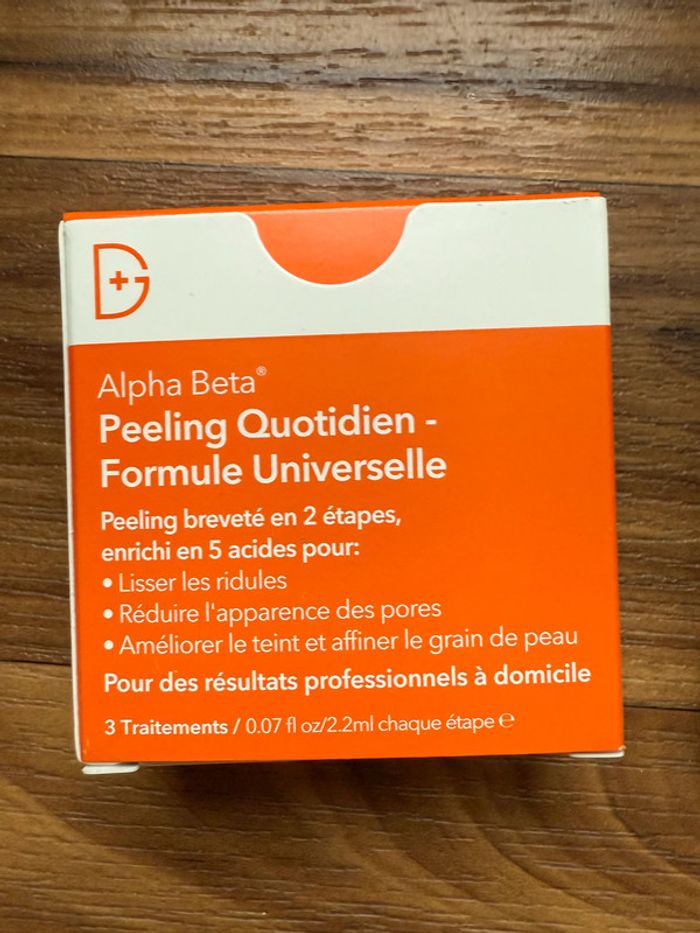 D+G
Alpha Beta®
Peeling Quotidien -
Formule Universelle
Peeling breveté en 2 étapes,
enrichi en 5 acides pour:
• Lisser les ridules
• Réduire l'apparence des pores
• Améliorer le teint et affiner le grain de peau
Pour des résultats professionnels à domicile
3 Traitements / 0.07 fl oz/2.2ml chaque étape ℮